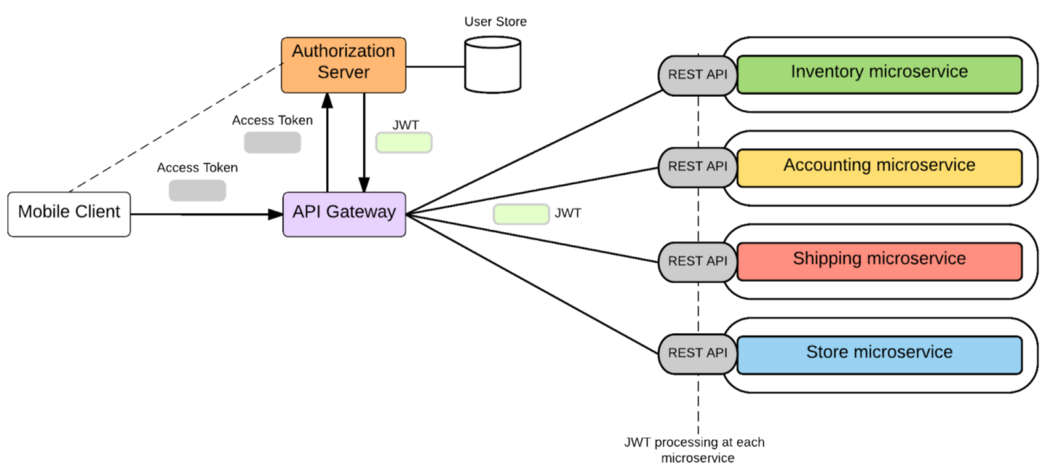 User Store
Authorization
Server
REST API
Inventory microservice
Access Token
JWT
Access Token
REST API
Accounting microservice
Mobile Client
API Gateway
JWT
REST API
Shipping microservice
REST API
Store microservice
JWT processing at each
microservice